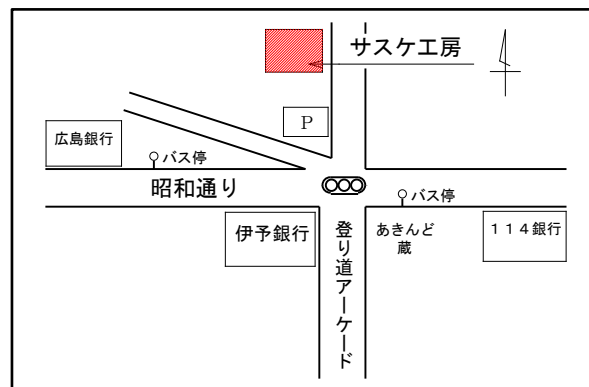 サスケ工房
P
広島銀行
バス停
昭和通り
バス停
伊予銀行
登り道アーケード
あきんど
蔵
114銀行